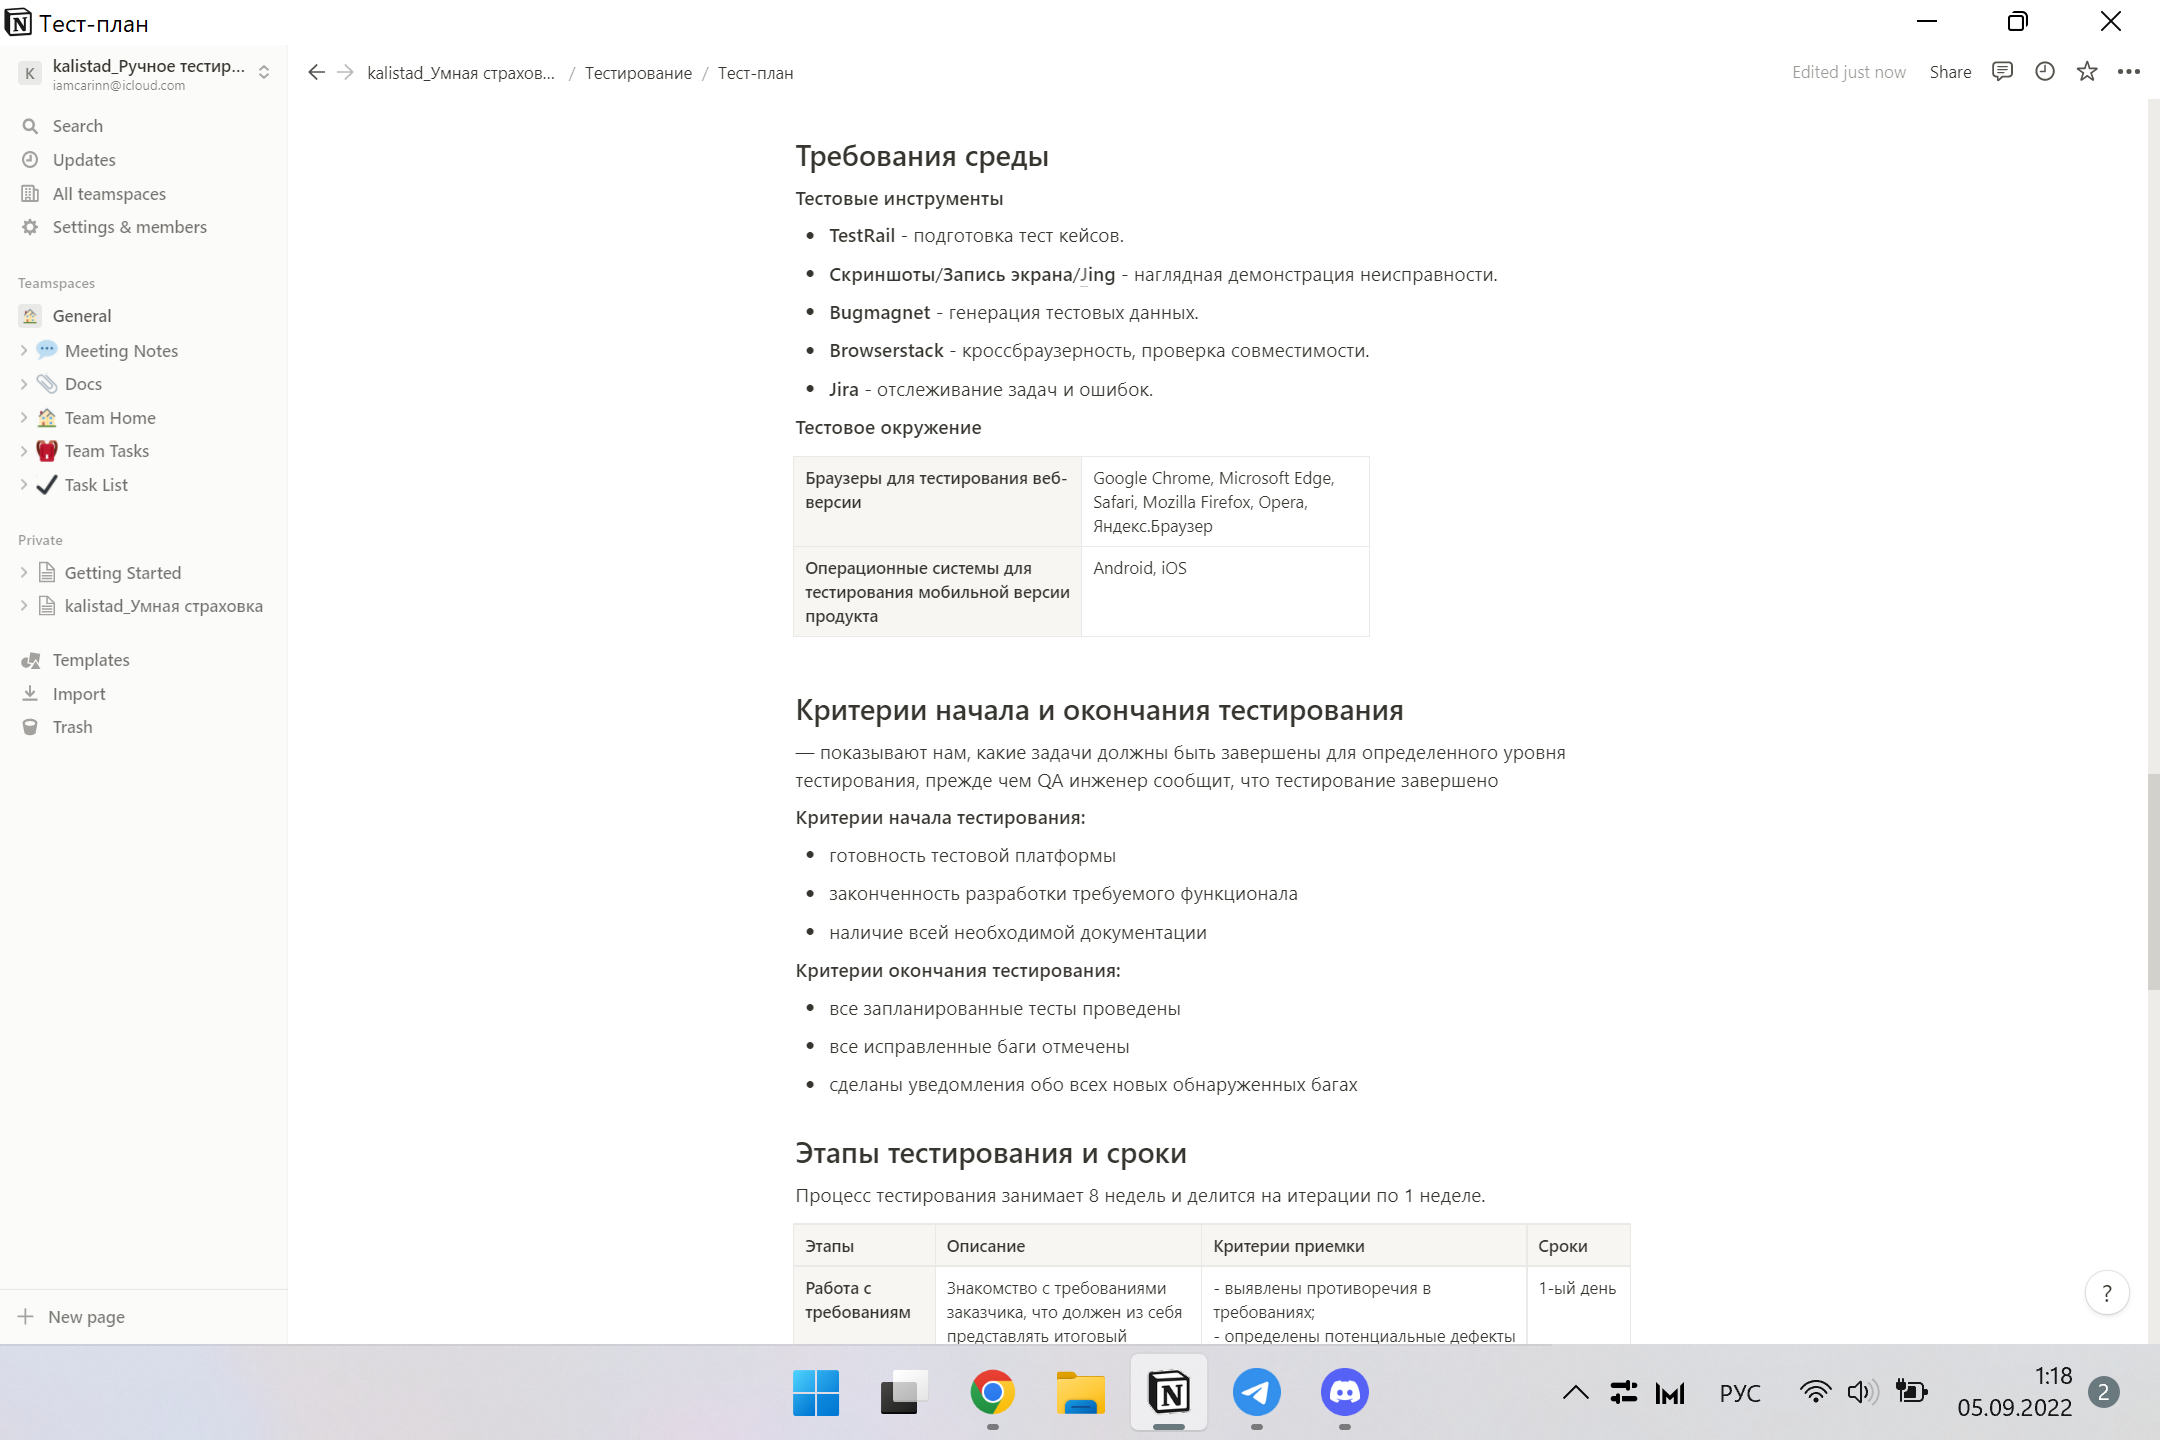 Тест-план
K
kalistad_Ручное тестир...
iamcarinn@icloud.com
kalistad_Умная страхов... / Тестирование / Тест-план
Edited just now
Share
Search
Updates
All teamspaces
Settings & members
Teamspaces
General
Meeting Notes
Docs
Team Home
Team Tasks
Task List
Private
Getting Started
kalistad_Умная страховка
Templates
Import
Trash
New page
Требования среды
Тестовые инструменты
TestRail - подготовка тест кейсов.
Скриншоты/Запись экрана/Jing - наглядная демонстрация неисправности.
Bugmagnet - генерация тестовых данных.
Browserstack - кроссбраузерность, проверка совместимости.
Jira - отслеживание задач и ошибок.
Тестовое окружение
Браузеры для тестирования веб-
версии
Google Chrome, Microsoft Edge,
Safari, Mozilla Firefox, Opera,
Яндекс.Браузер
Операционные системы для
тестирования мобильной версии
продукта
Android, iOS
Критерии начала и окончания тестирования
— показывают нам, какие задачи должны быть завершены для определенного уровня
тестирования, прежде чем QA инженер сообщит, что тестирование завершено
Критерии начала тестирования:
готовность тестовой платформы
законченность разработки требуемого функционала
наличие всей необходимой документации
Критерии окончания тестирования:
все запланированные тесты проведены
все исправленные баги отмечены
сделаны уведомления обо всех новых обнаруженных багах
Этапы тестирования и сроки
Процесс тестирования занимает 8 недель и делится на итерации по 1 неделе.
Этапы
Описание
Критерии приемки
Сроки
Работа с
требованиям
Знакомство с требованиями
заказчика, что должен из себя
представлять итоговый
- выявлены противоречия в
требованиях;
- определены потенциальные дефекты
1-ый день
?
РУС
1:18
05.09.2022
2